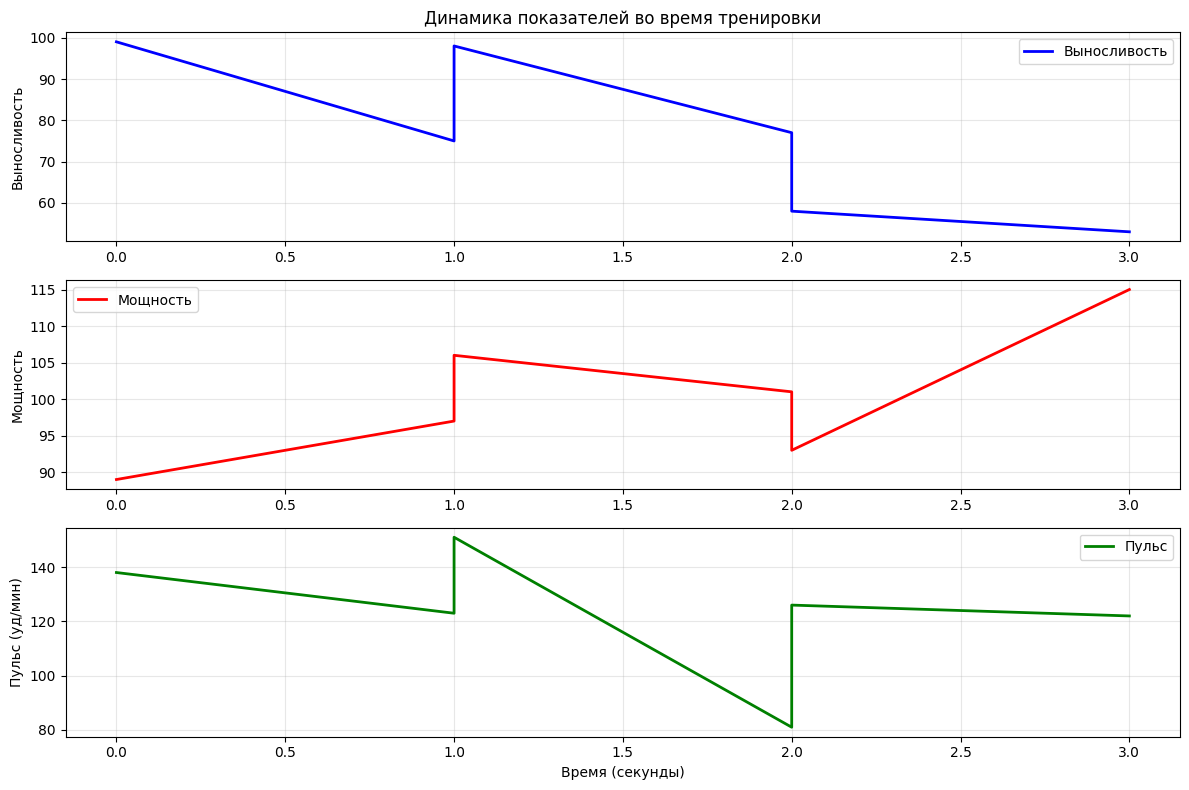 Динамика показателей во время тренировки
Выносливость
100
90
80
70
60
Выносливость
0.0 0.5 1.0 1.5 2.0 2.5 3.0
Мощность
115
110
105
100
95
90
Мощность
0.0 0.5 1.0 1.5 2.0 2.5 3.0
Пульс (уд/мин)
140
120
100
80
Пульс
0.0 0.5 1.0 1.5 2.0 2.5 3.0
Время (секунды)